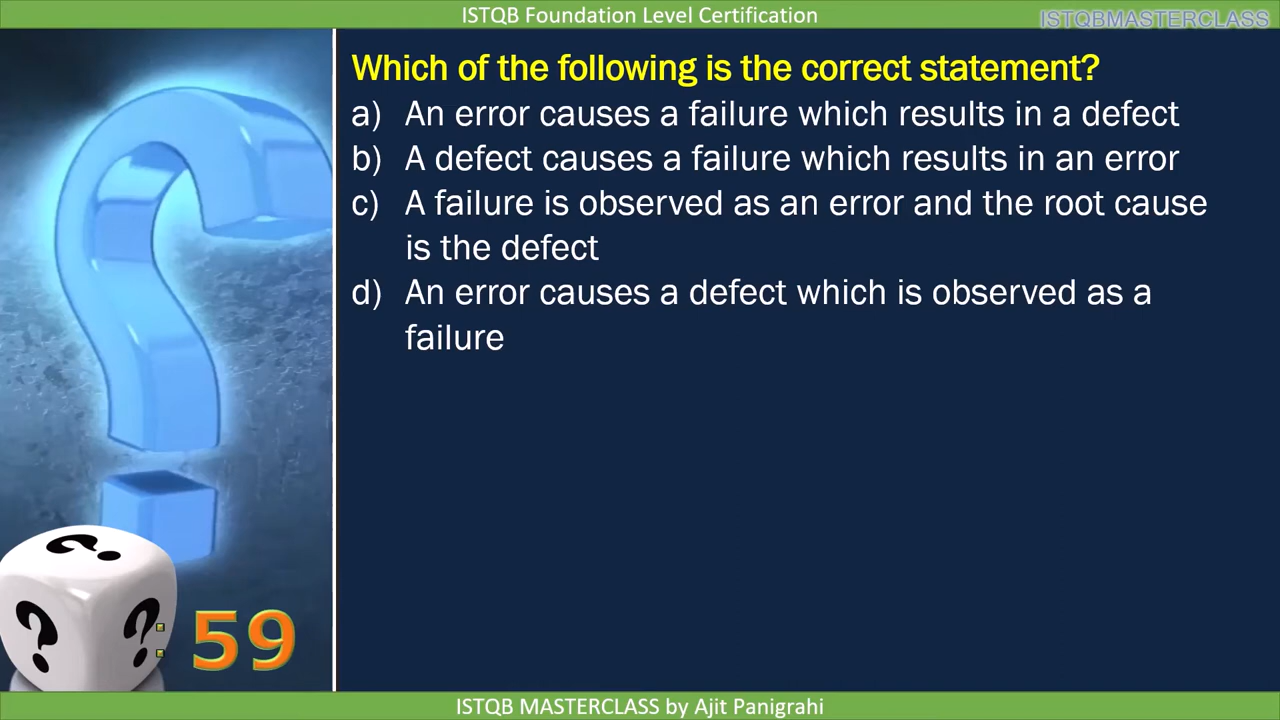 ISTQB Foundation Level Certification
ISTQBMASTERCLASS
Which of the following is the correct statement?
a) An error causes a failure which results in a defect
b) A defect causes a failure which results in an error
c) A failure is observed as an error and the root cause
is the defect
d) An error causes a defect which is observed as a
failure
? ? ?
: 59
ISTQB MASTERCLASS by Ajit Panigrahi